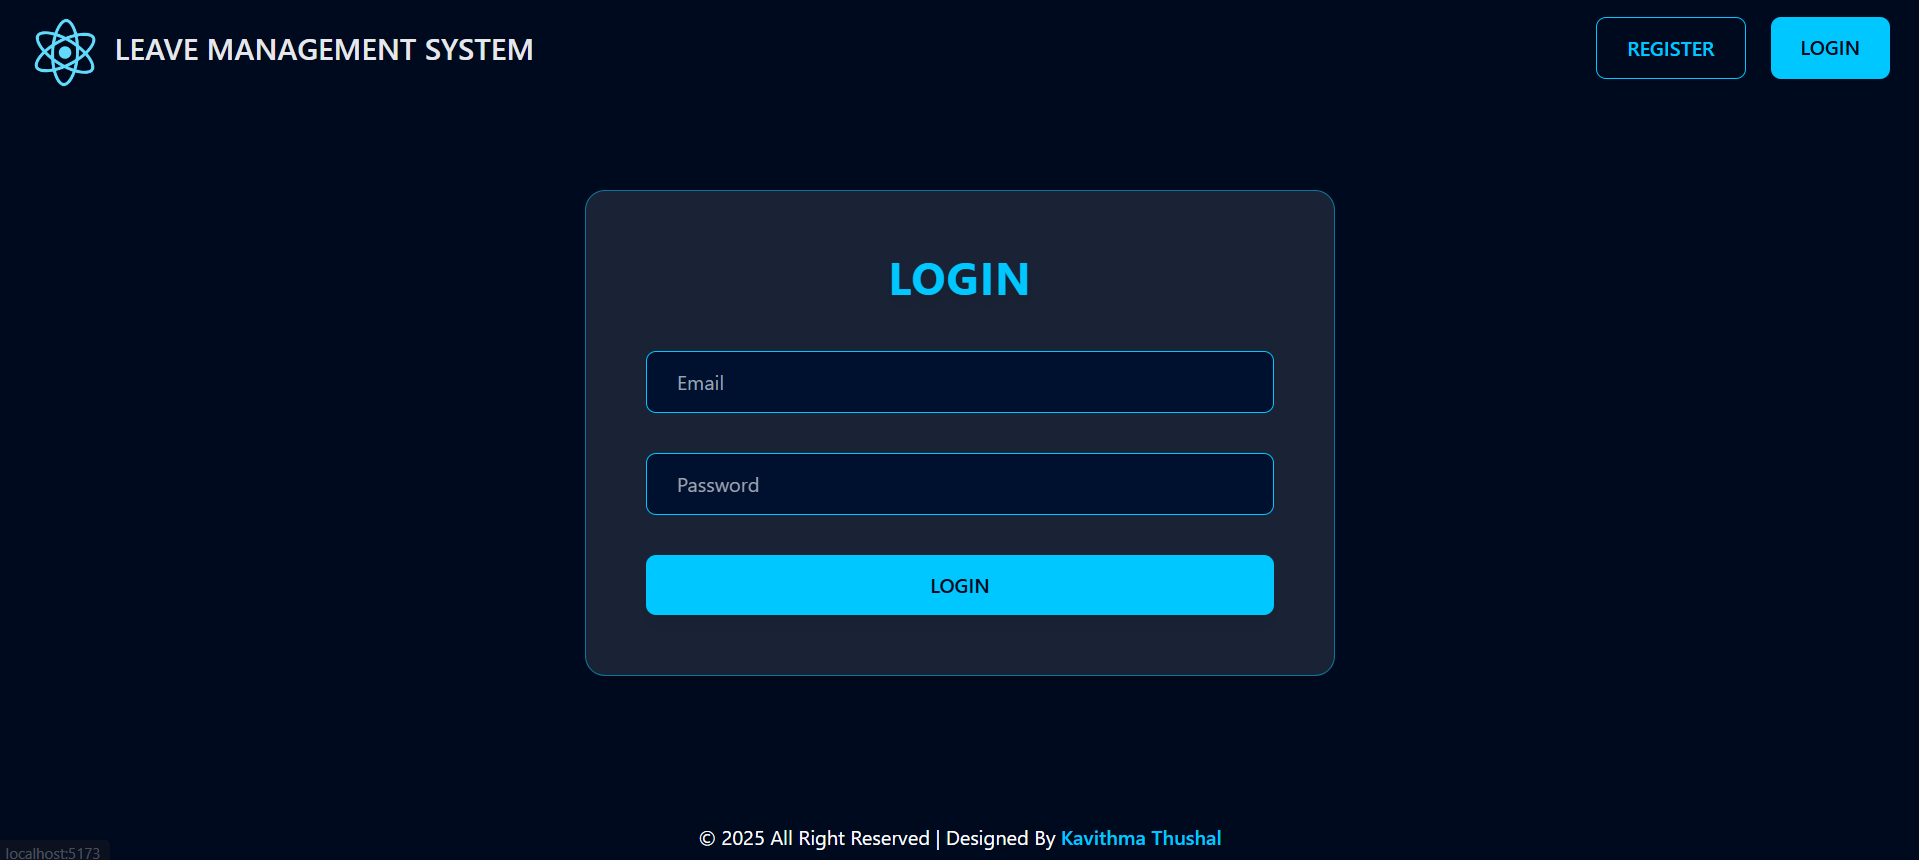 LEAVE MANAGEMENT SYSTEM
REGISTER
LOGIN
LOGIN
Email
Password
LOGIN
© 2025 All Right Reserved | Designed By Kavithma Thushal
localhost:5173